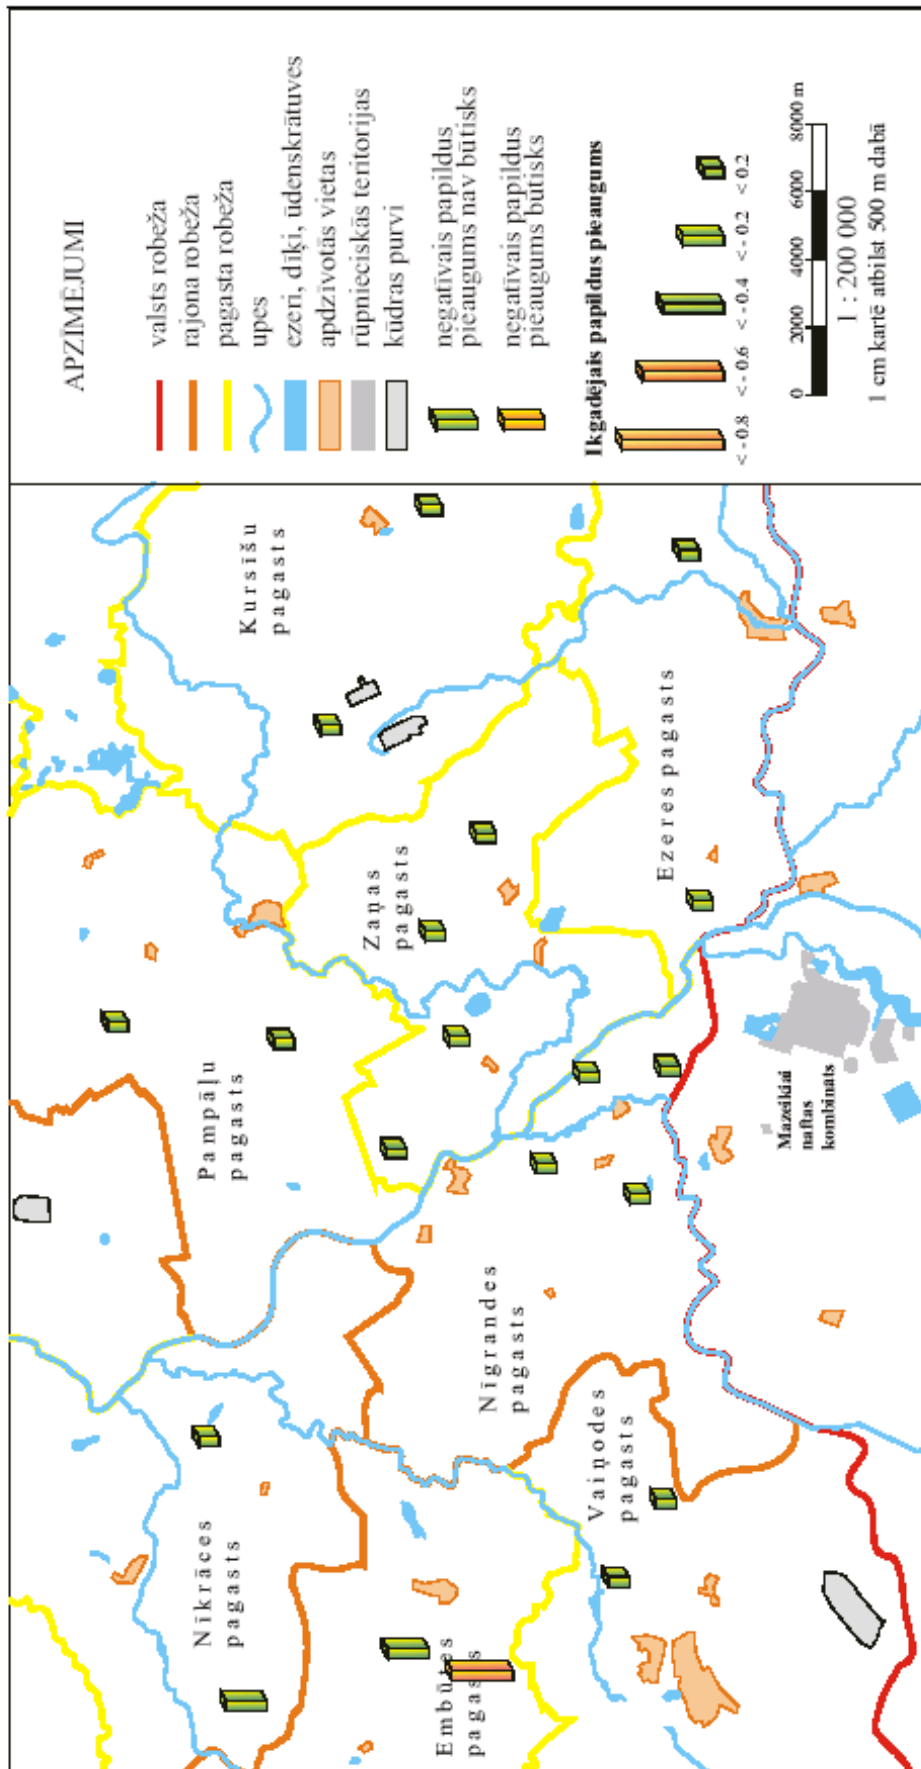 APZĪMĒJUMI
valsts robeža
rajona robeža
pagasta robeža
upes
ezeri, dīķi, ūdenskrātuves
apdzīvotās vietas
rūpnieciskās teritorijas
kūdras purvi
negatīvais papildus
pieaugums nav būtisks
negatīvais papildus
pieaugums būtisks
Ikgadējais papildus pieaugums
< - 0.8
< - 0.6
< - 0.4
< - 0.2
< 0.2
0
2000
4000
6000
8000 m
1 : 200 000
1 cm kartē atbilst 500 m dabā
Nīkrāces
pagasts
Embūtes
pagasts
Vaiņodes
pagasts
Nīgrandes
pagasts
Pampāļu
pagasts
Zaņas
pagasts
Kursīšu
pagasts
Ezeres pagasts
Mazeikiai
naftas
kombināts